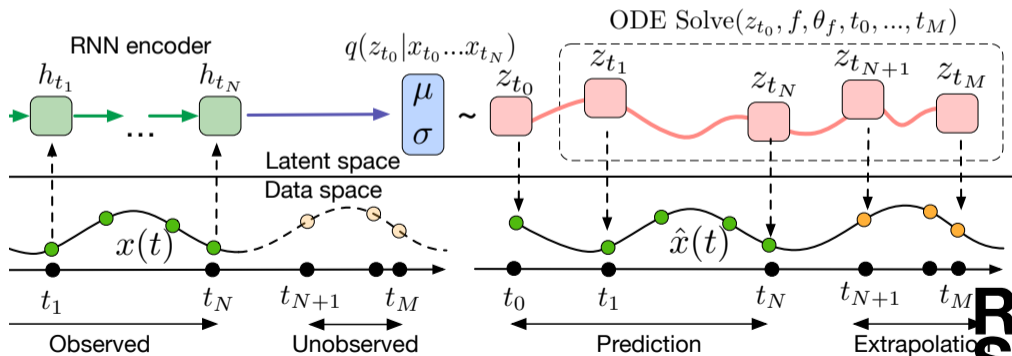 ODE Solve(z_{t_0}, f, θ_f, t_0, ..., t_M)
RNN encoder
q(z_{t_0}|x_{t_0}...x_{t_N})
h_{t_1} ... h_{t_N}
μ
σ
~
z_{t_0} z_{t_1} z_{t_N} z_{t_{N+1}} z_{t_M}
Latent space
Data space
x(t) x̂(t)
t_1 t_N t_{N+1} t_M t_0 t_1 t_N t_{N+1} t_M
Observed Unobserved Prediction Extrapolation
R